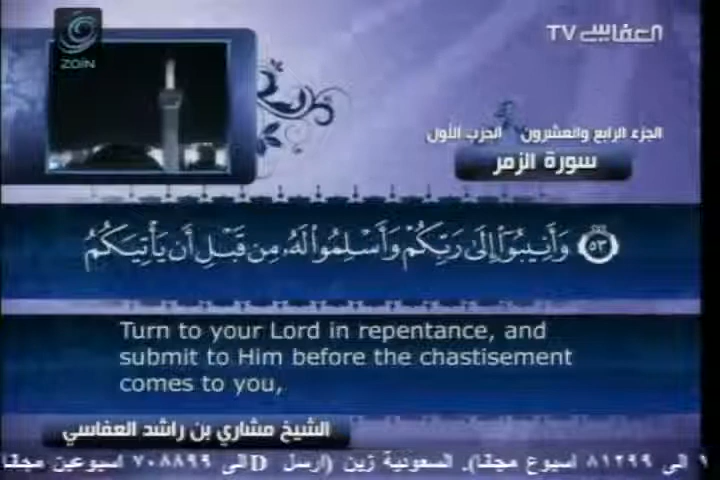 ZOIN
العفاسي TV
الجزء الرابع والعشرون الحزب الأول
سورة الزمر
٥٣ وَأَنِيبُوٓا۟ إِلَىٰ رَبِّكُمْ وَأَسْلِمُوا۟ لَهُۥ مِن قَبْلِ أَن يَأْتِيَكُمُ
Turn to your Lord in repentance, and
submit to Him before the chastisement
comes to you,
الشيخ مشاري بن راشد العفاسي
١ الى ٨١٢٩٩ اسبوع مجانا). السعودية زين (ارسل D الى ٧٠٨٨٩٩ اسبوعين مجانا